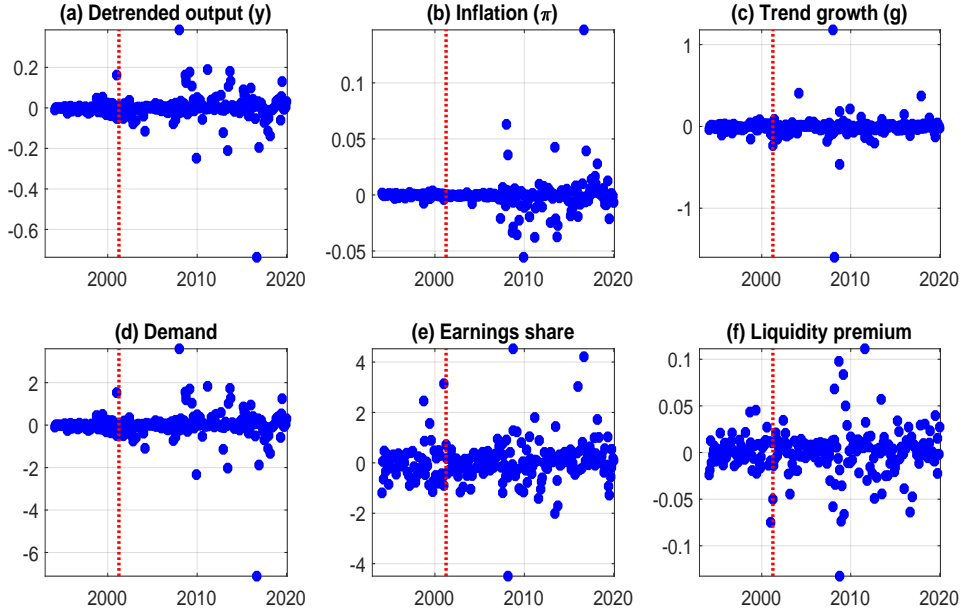 (a) Detrended output (y)
0.2
0
-0.2
-0.4
-0.6
2000 2010 2020
(b) Inflation (π)
0.1
0.05
0
-0.05
2000 2010 2020
(c) Trend growth (g)
1
0
-1
2000 2010 2020
(d) Demand
2
0
-2
-4
-6
2000 2010 2020
(e) Earnings share
4
2
0
-2
-4
2000 2010 2020
(f) Liquidity premium
0.1
0.05
0
-0.05
-0.1
2000 2010 2020